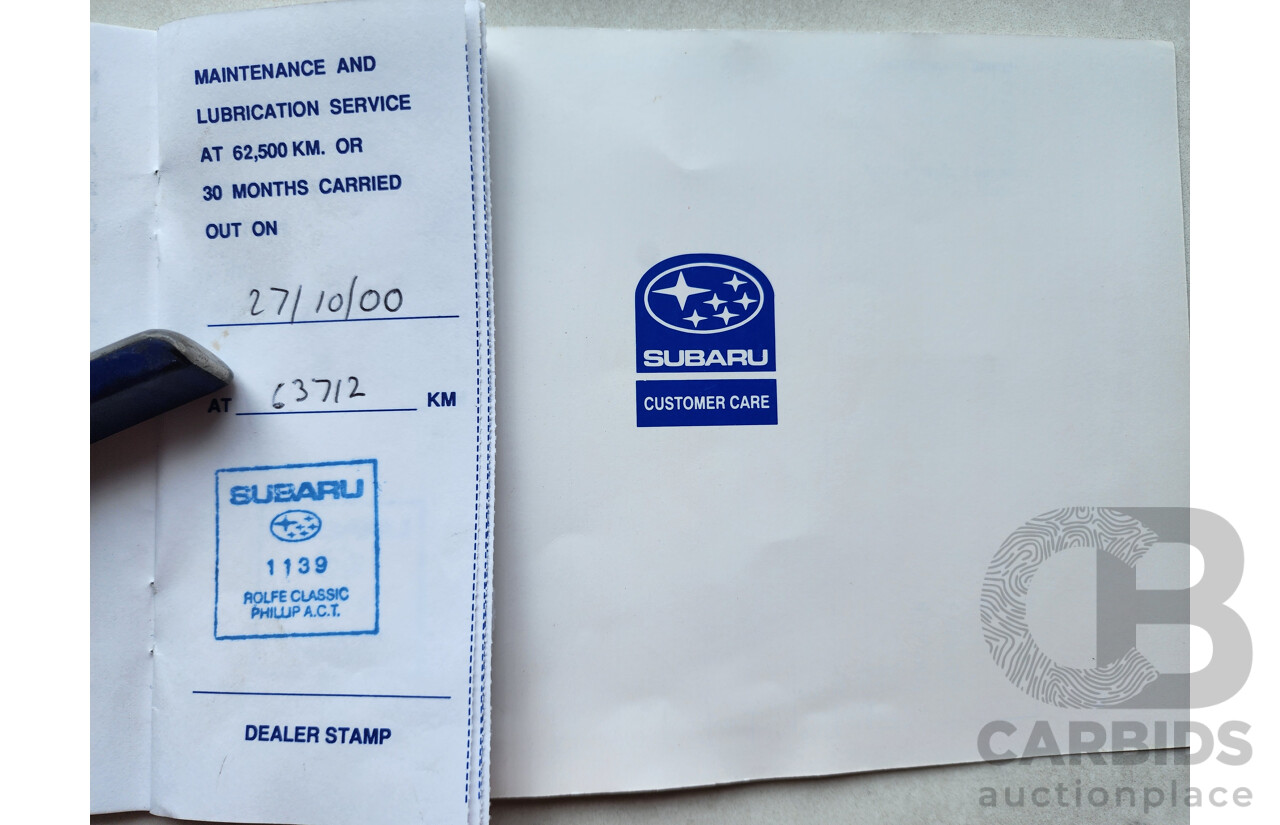 MAINTENANCE AND
LUBRICATION SERVICE
AT 62,500 KM. OR
30 MONTHS CARRIED
OUT ON
27/10/00
AT 63712 KM
SUBARU
1139
ROLFE CLASSIC
PHILLIP A.C.T.
DEALER STAMP
SUBARU
CUSTOMER CARE
CB
CARBIDS
auctionplace